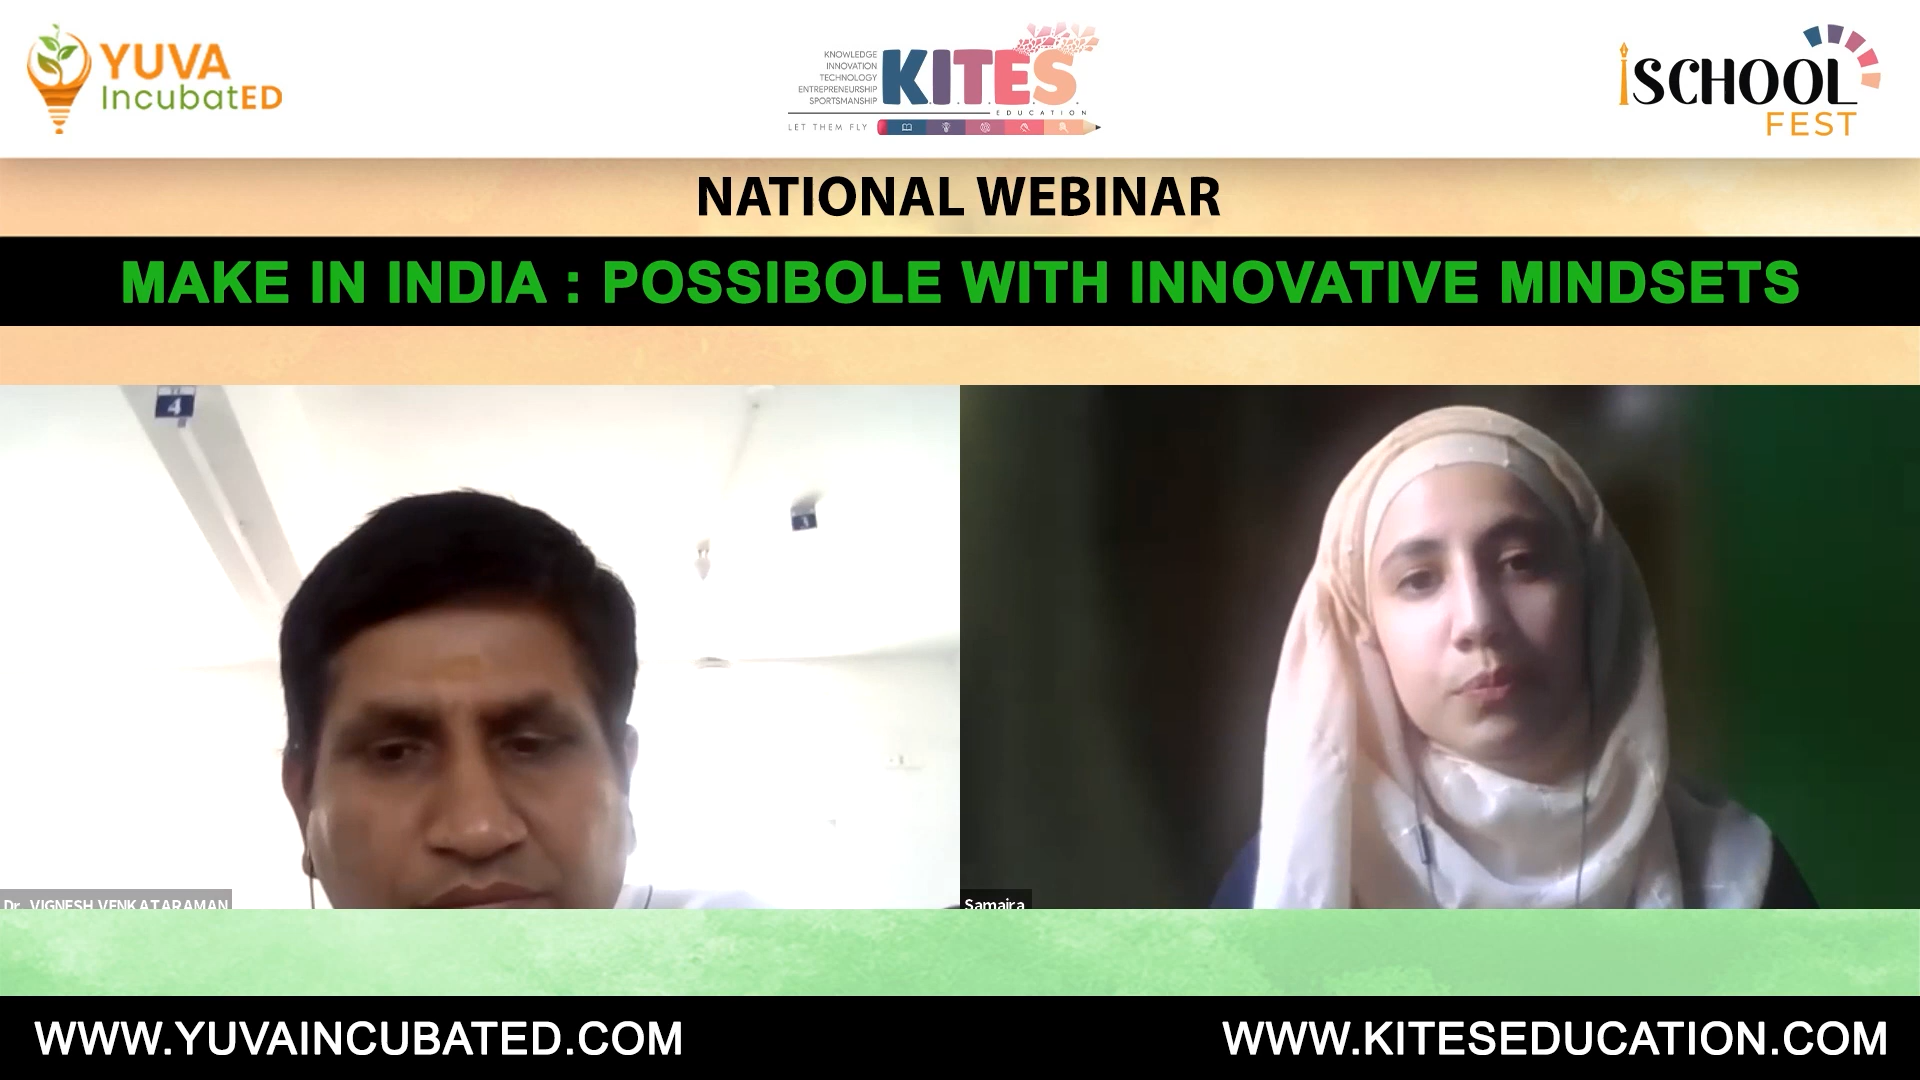 YUVA
IncubatED
KNOWLEDGE
INNOVATION
TECHNOLOGY
ENTREPRENEURSHIP
SPORTSMANSHIP
K.I.T.E.S.
EDUCATION
LET THEM FLY
iSCHOOL
FEST
NATIONAL WEBINAR
MAKE IN INDIA : POSSIBOLE WITH INNOVATIVE MINDSETS
4
Dr. VIGNESH VENKATARAMAN
Samaira
WWW.YUVAINCUBATED.COM
WWW.KITESEDUCATION.COM